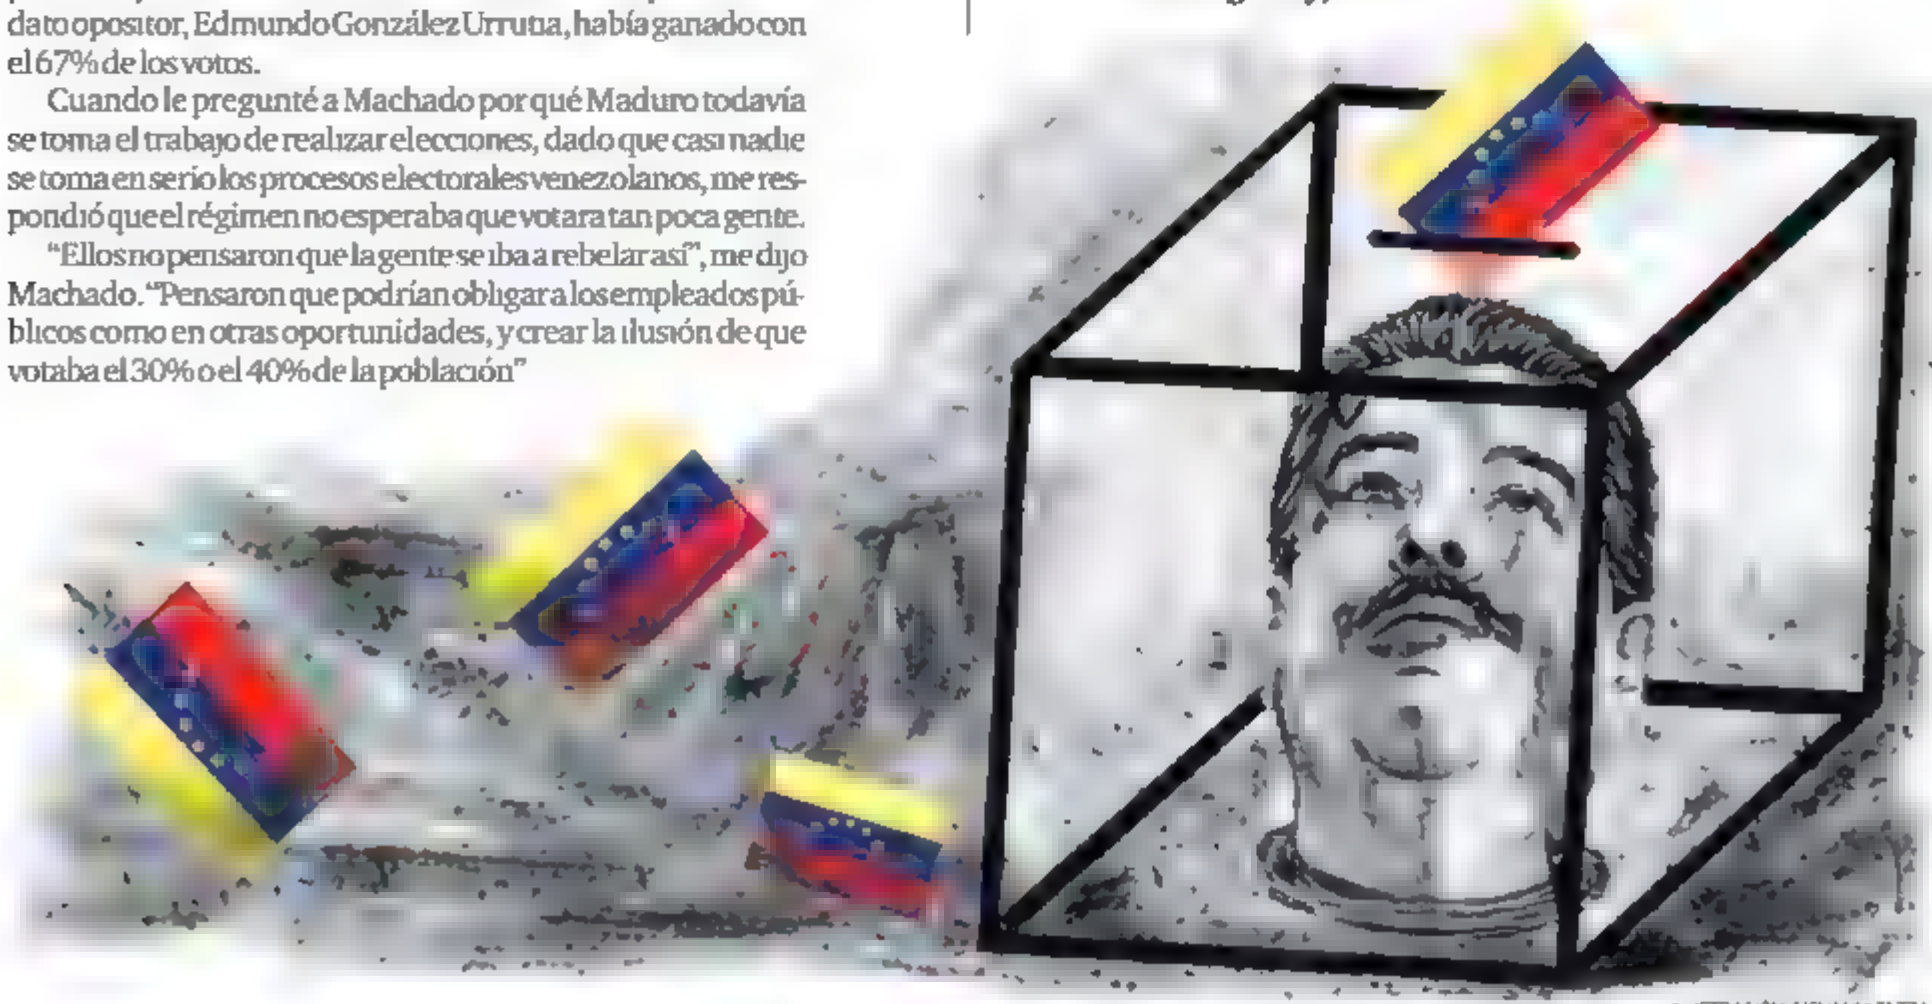 dato opositor, Edmundo González Urrutia, había ganado con
el 67% de los votos.
Cuando le pregunté a Machado por qué Maduro todavía
se toma el trabajo de realizar elecciones, dado que casi nadie
se toma en serio los procesos electorales venezolanos, me res-
pondió que el régimen no esperaba que votara tan poca gente.
“Ellos no pensaron que la gente se iba a rebelar así”, me dijo
Machado. “Pensaron que podrían obligar a los empleados pú-
blicos como en otras oportunidades, y crear la ilusión de que
votaba el 30% o el 40% de la población”